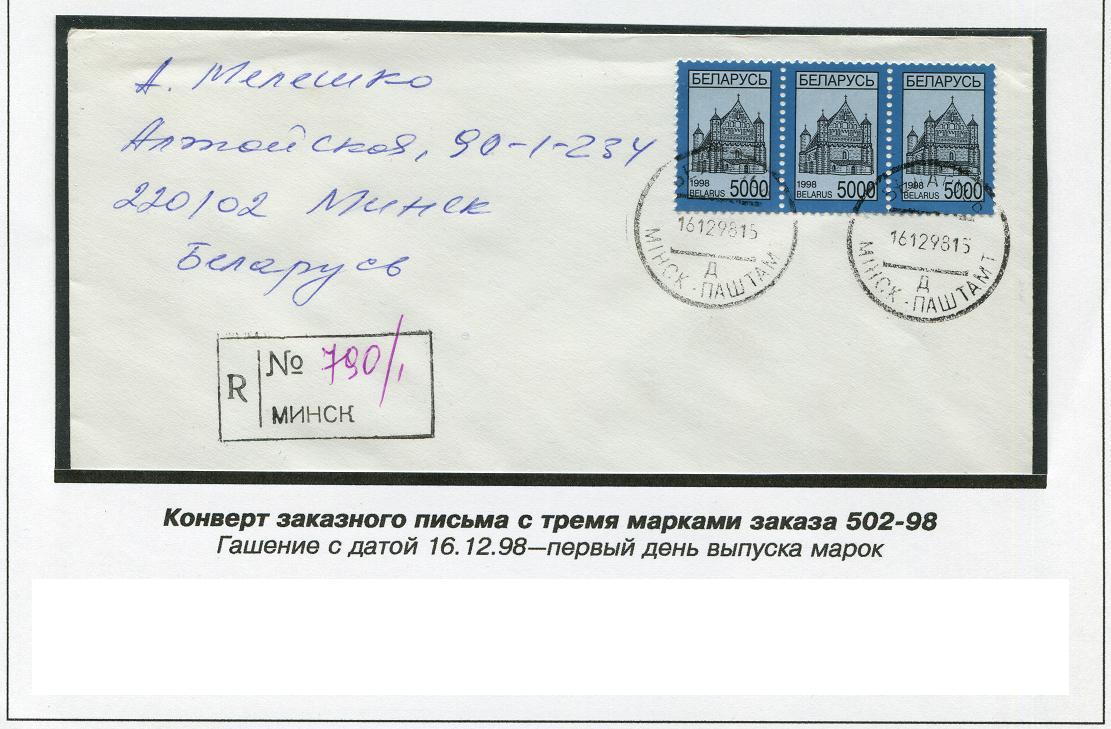 А. Мелешко
Алтайская, 90-1-234
220102 Минск
Беларусь
БЕЛАРУСЬ БЕЛАРУСЬ БЕЛАРУСЬ
1998 BELARUS 5000 1998 BELARUS 5000 1998 BELARUS 5000
16129815
Д
МІНСК - ПАШТАМТ
16129815
Д
МІНСК - ПАШТАМТ
R № 790/1
МИНСК
Конверт заказного письма с тремя марками заказа 502-98
Гашение с датой 16.12.98—первый день выпуска марок